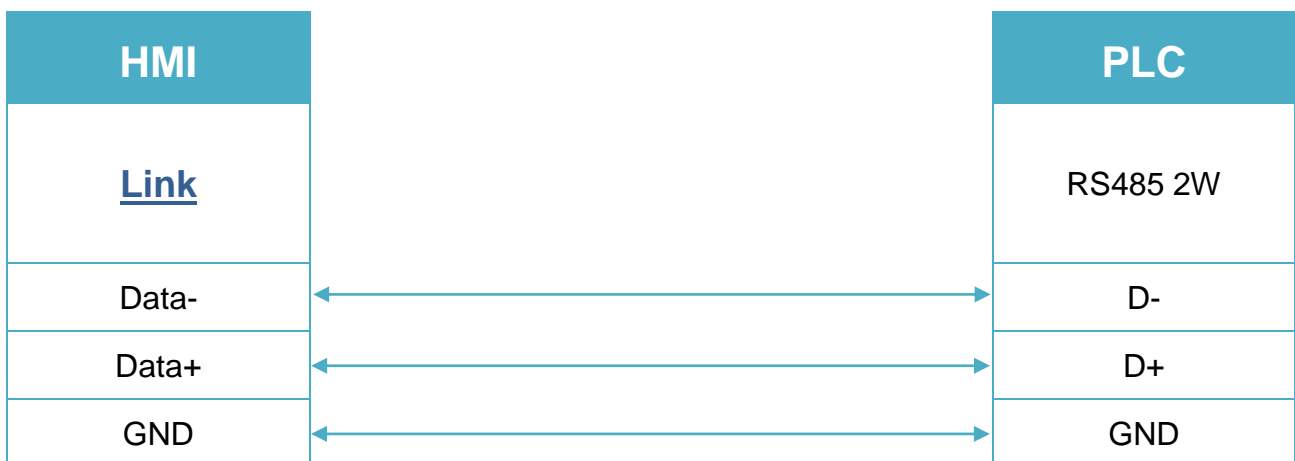 HMI PLC
Link RS485 2W
Data- D-
Data+ D+
GND GND